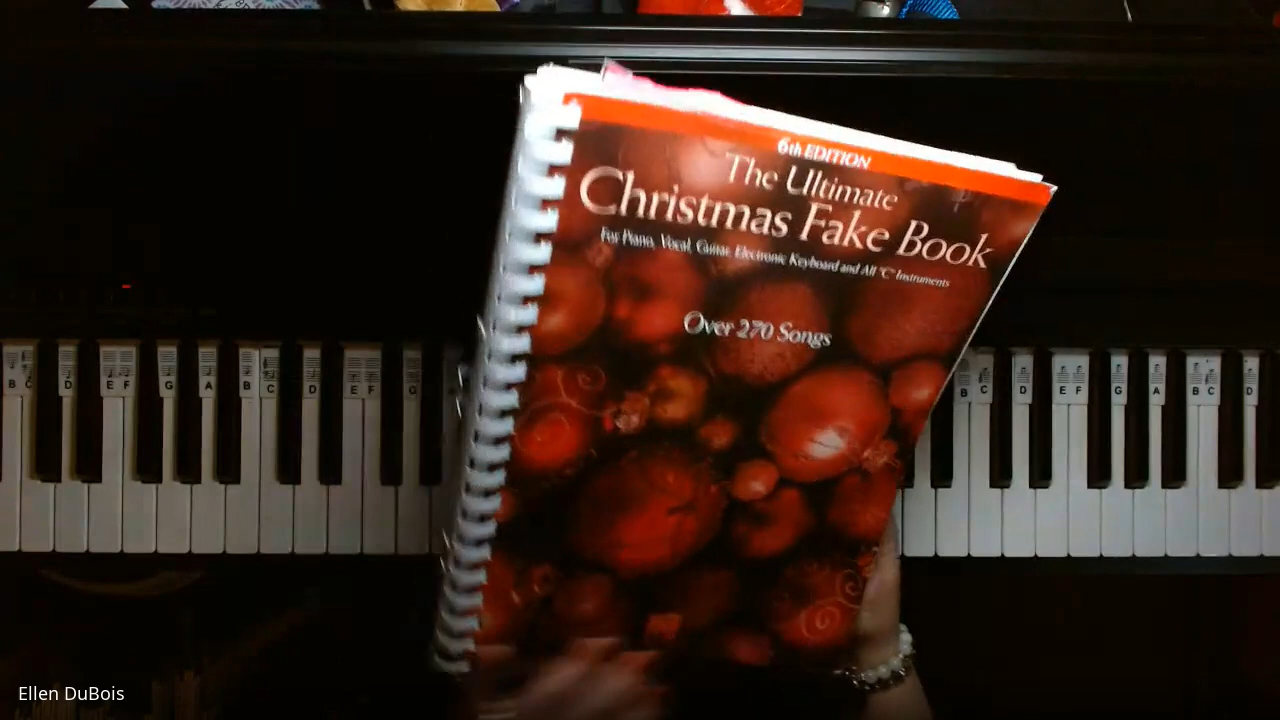 6th EDITION
The Ultimate
Christmas Fake Book
For Piano, Vocal, Guitar, Electronic Keyboard and All "C" Instruments
Over 270 Songs
B C D E F G A B C D E F G
B C D E F G A B C D
Ellen DuBois